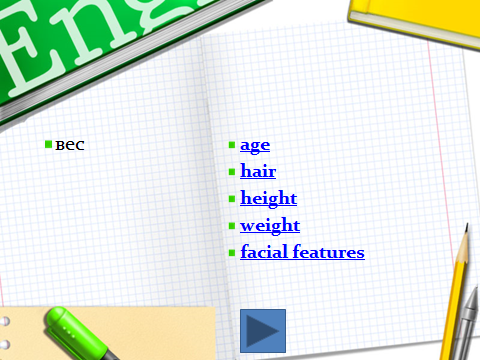 Eng
вес
age
hair
height
weight
facial features